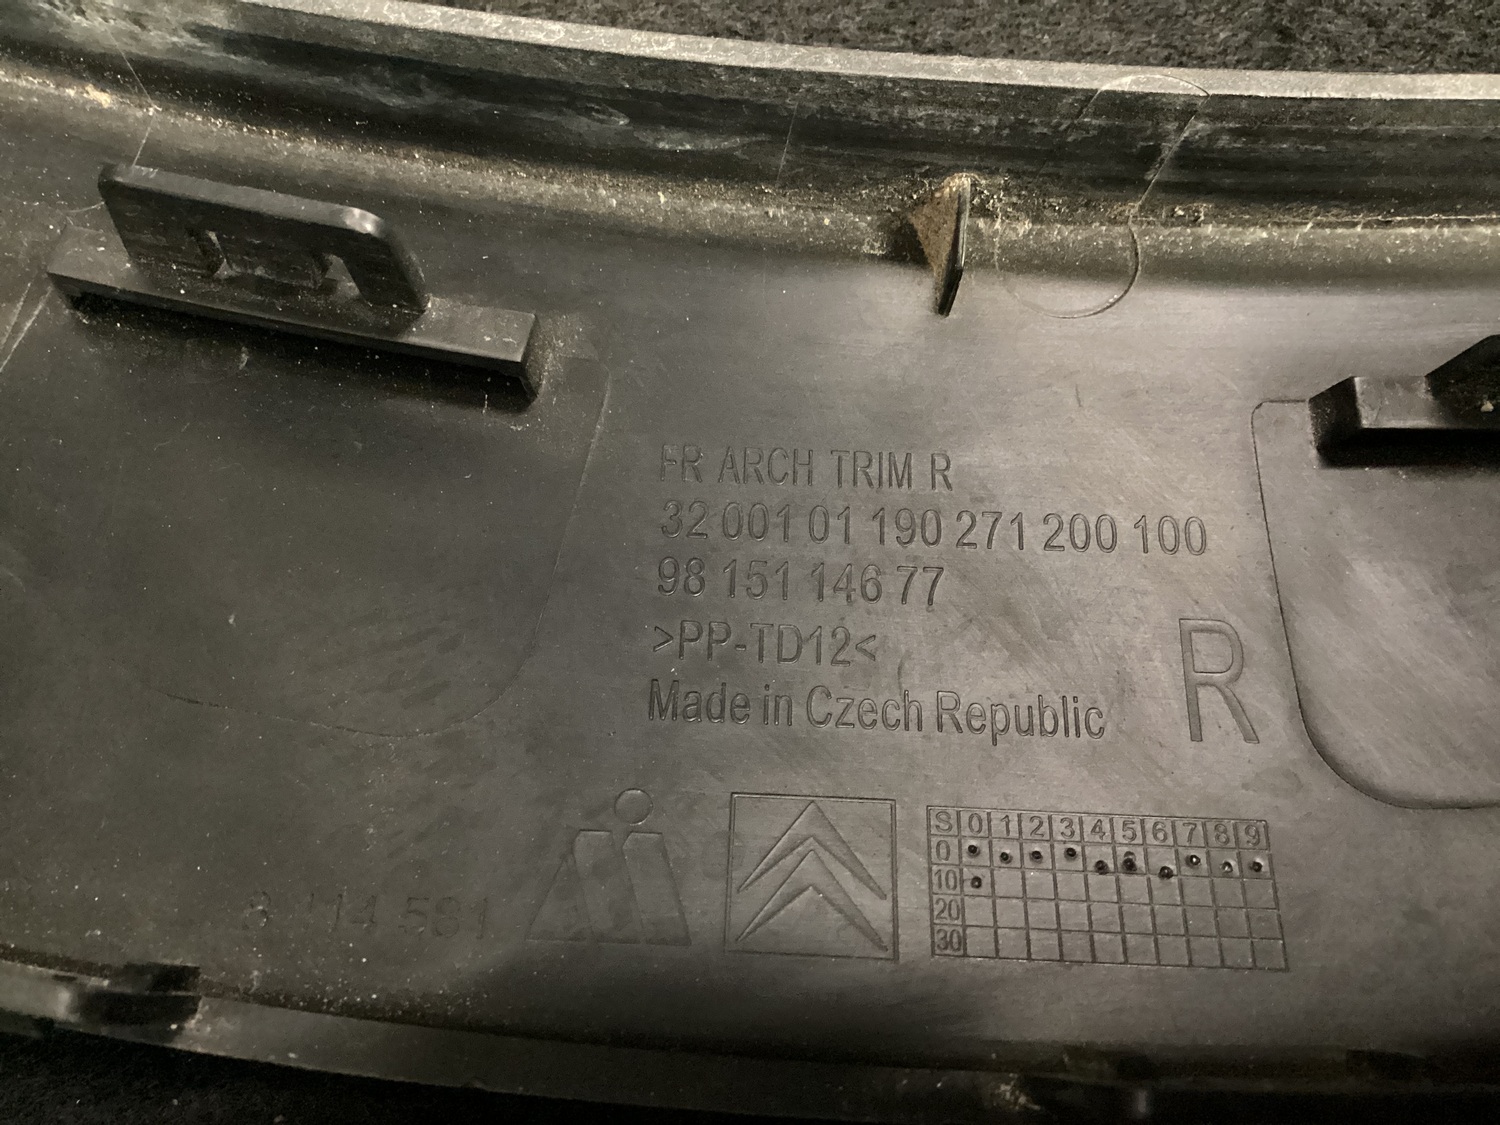 FR ARCH TRIM R
32 001 01 190 271 200 100
98 151 146 77
>PP-TD12<
Made in Czech Republic
R
S 0 1 2 3 4 5 6 7 8 9
0
10
20
30